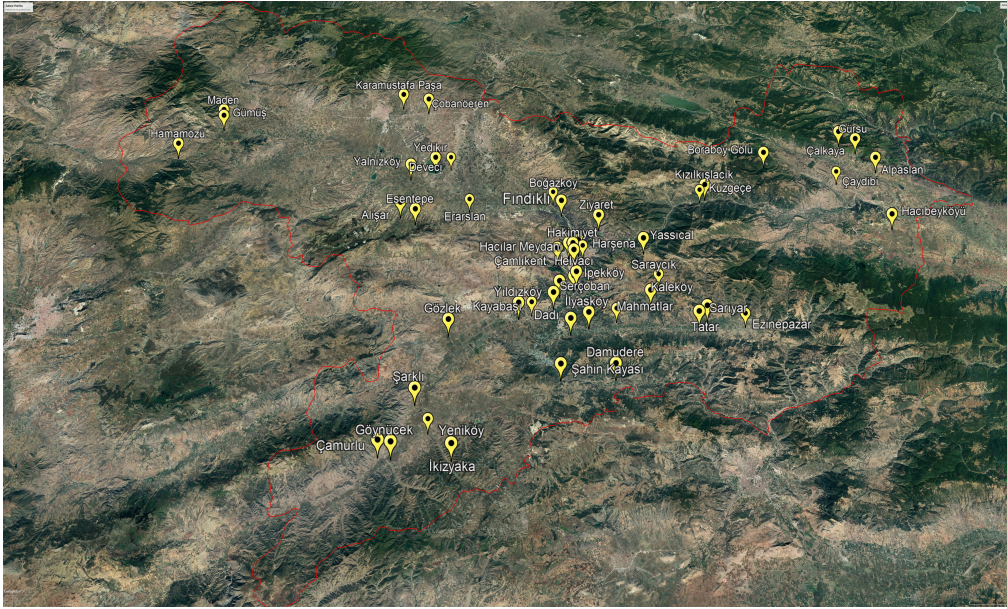 Karamustafa Paşa
Çobanören
Maden
Gümüş
Hamamözü
Gürsu
Çalkaya
Yedikır
Yalnızköy
Deveci
Boraboy Gölü
Alpaslan
Çaydibi
Kızılkışlacık
Kuzgeçe
Boğazköy
Fındıklı
Esentepe
Alışar
Erarslan
Ziyaret
Hacıbeyköyü
Hakimiyet
Yassıçal
Hacılar Meydanı
Harşena
Çamlıkent
Helvacı
Saraycık
İpekköy
Serçoban
Kaleköy
Yıldızköy
İlyasköy
Kayabaşı
Mahmatlar
Sarıyar
Gözlek
Dadı
Tatar
Ezinepazar
Damudere
Şahin Kayası
Şarklı
Göynücek
Yeniköy
Çamurlu
İkizyaka